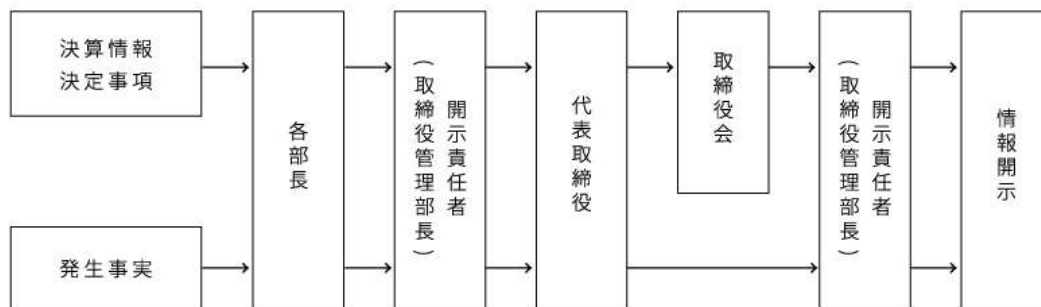 決算情報
決定事項
発生事実
各部長
開示責任者
(取締役管理部長)
代表取締役
取締役会
開示責任者
(取締役管理部長)
情報開示